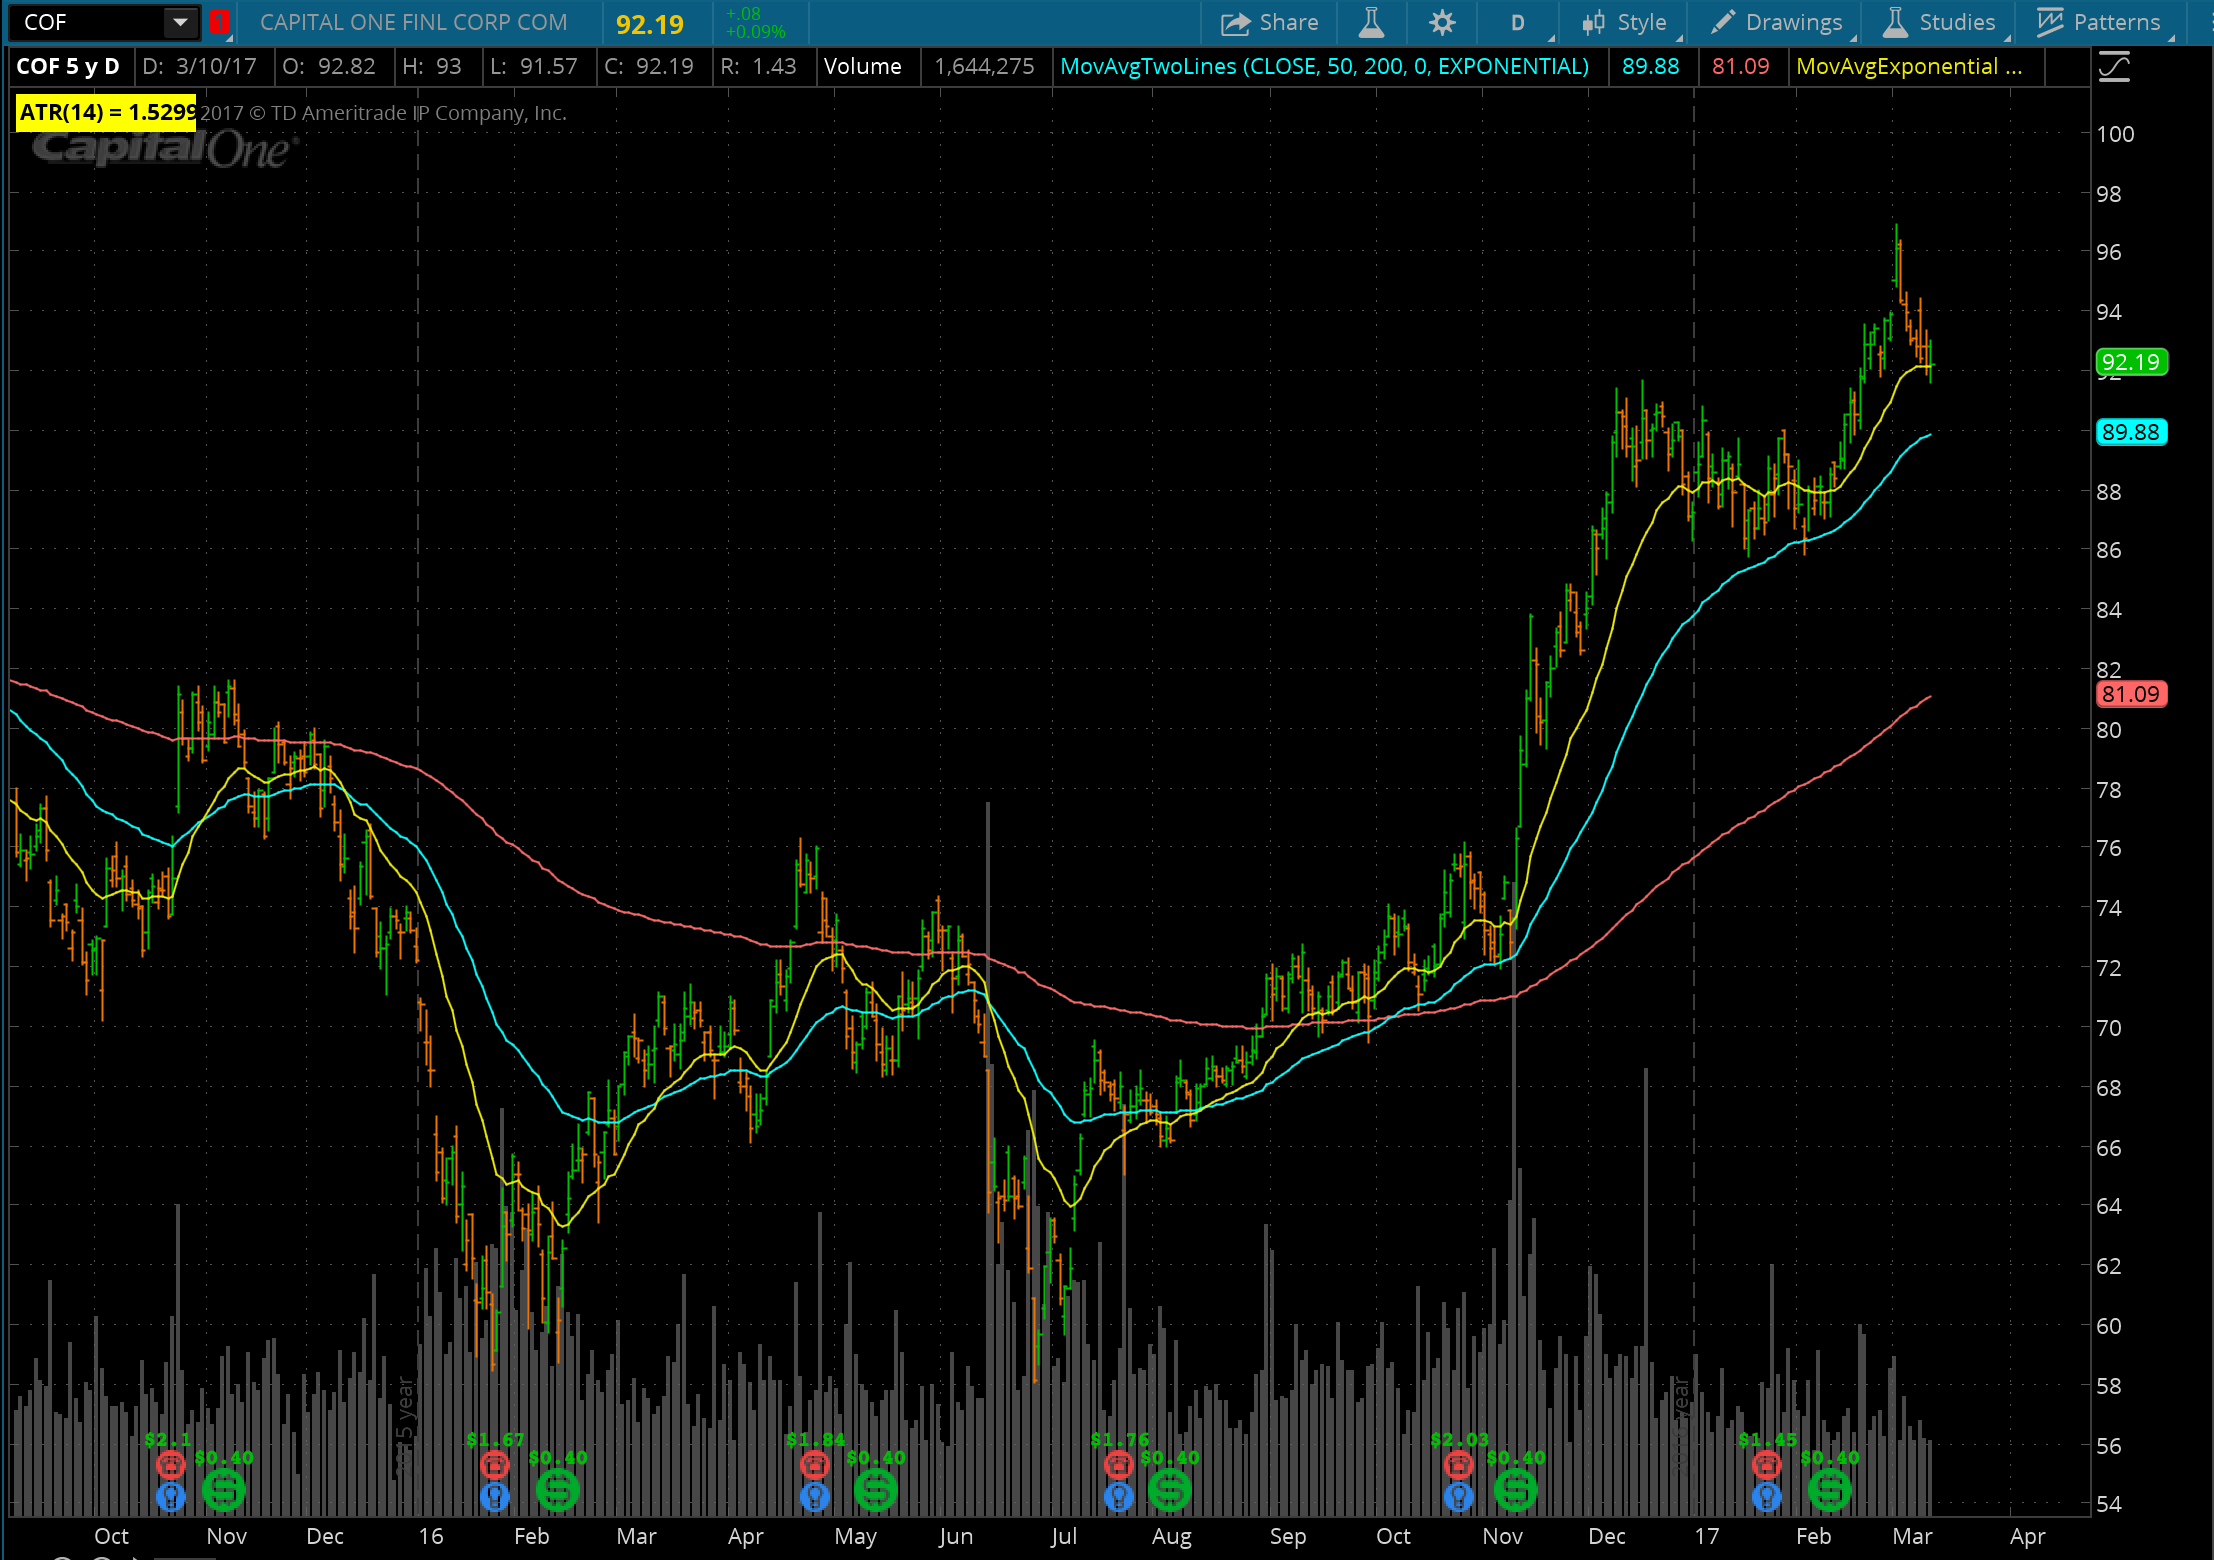 COF 1 CAPITAL ONE FINL CORP COM 92.19 +.08 +0.09% Share D Style Drawings Studies Patterns
COF 5 y D D: 3/10/17 O: 92.82 H: 93 L: 91.57 C: 92.19 R: 1.43 Volume 1,644,275 MovAvgTwoLines (CLOSE, 50, 200, 0, EXPONENTIAL) 89.88 81.09 MovAvgExponential ...
ATR(14) = 1.5299 2017 © TD Ameritrade IP Company, Inc.
CapitalOne
100
98
96
94
92.19
92
89.88
88
86
84
82
81.09
80
78
76
74
72
70
68
66
64
62
60
58
56
54
2015 year
2016 year
$2.1 $1.67 $1.84 $1.76 $2.03 $1.45
$0.40 $0.40 $0.40 $0.40 $0.40 $0.40
Oct Nov Dec 16 Feb Mar Apr May Jun Jul Aug Sep Oct Nov Dec 17 Feb Mar Apr